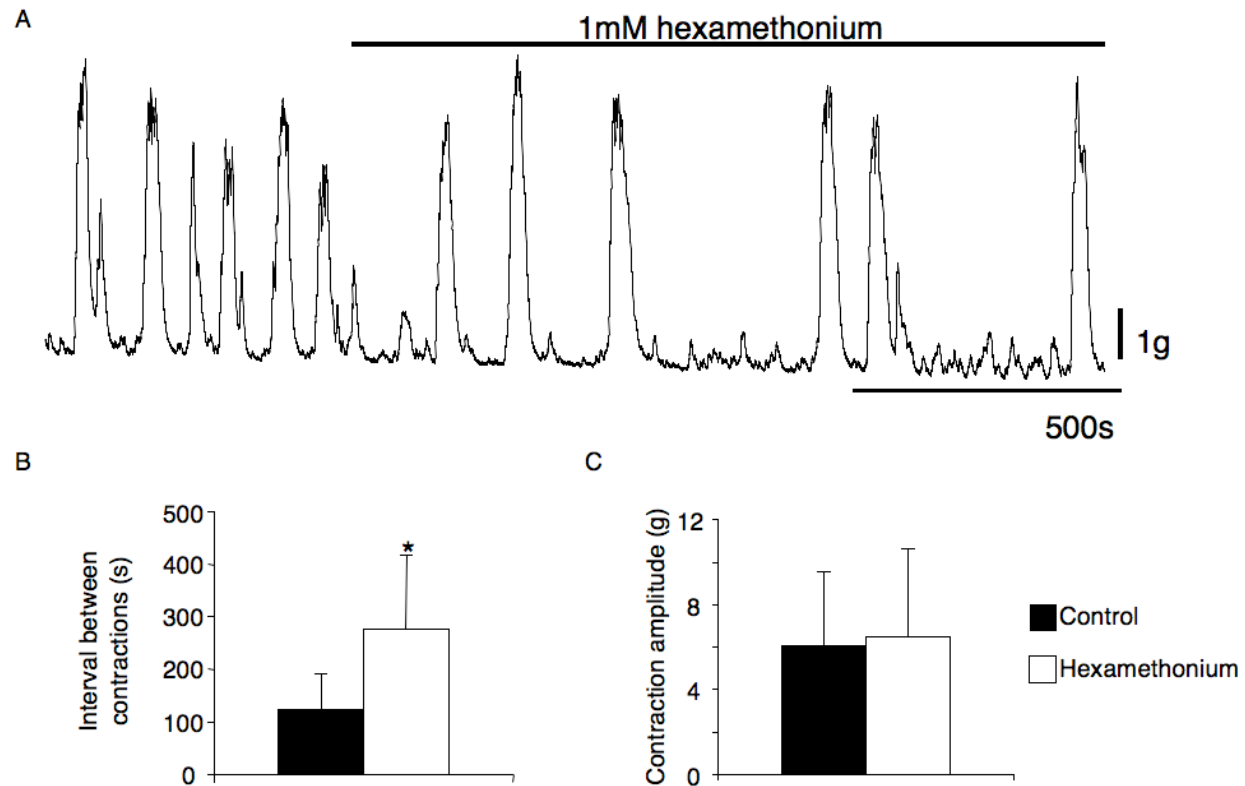 A
1mM hexamethonium
1g
500s
B
C
Interval between
contractions (s)
500
400
300
200
100
0
*
Contraction amplitude (g)
12
8
4
0
Control
Hexamethonium